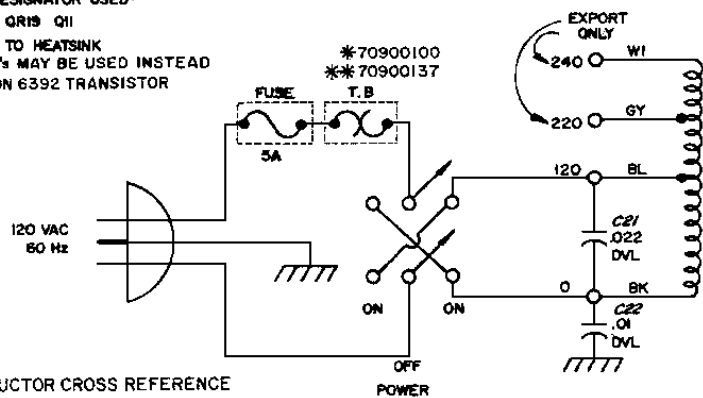 ESIGNATOR USED
QR19 Q11
TO HEATSINK
's MAY BE USED INSTEAD
ON 6392 TRANSISTOR
*70900100
**70900137
FUSE
T.B
5A
EXPORT
ONLY
240
WI
220
GY
120
BL
120 VAC
60 Hz
C21
.022
DVL
0
BK
C22
.01
DVL
ON
ON
OFF
POWER
UCTOR CROSS REFERENCE